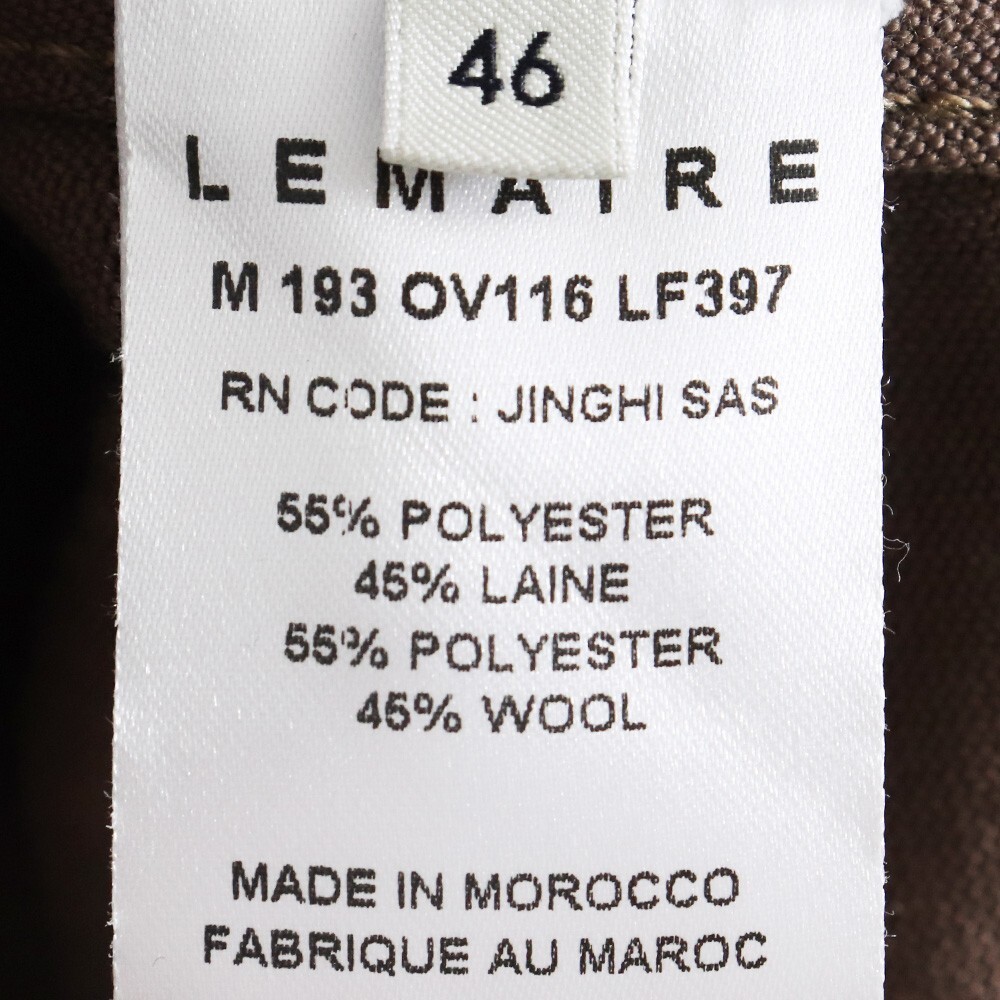 46
LEMAIRE
M 193 OV116 LF397
RN CODE : JINGHI SAS
55% POLYESTER
45% LAINE
55% POLYESTER
45% WOOL
MADE IN MOROCCO
FABRIQUE AU MAROC